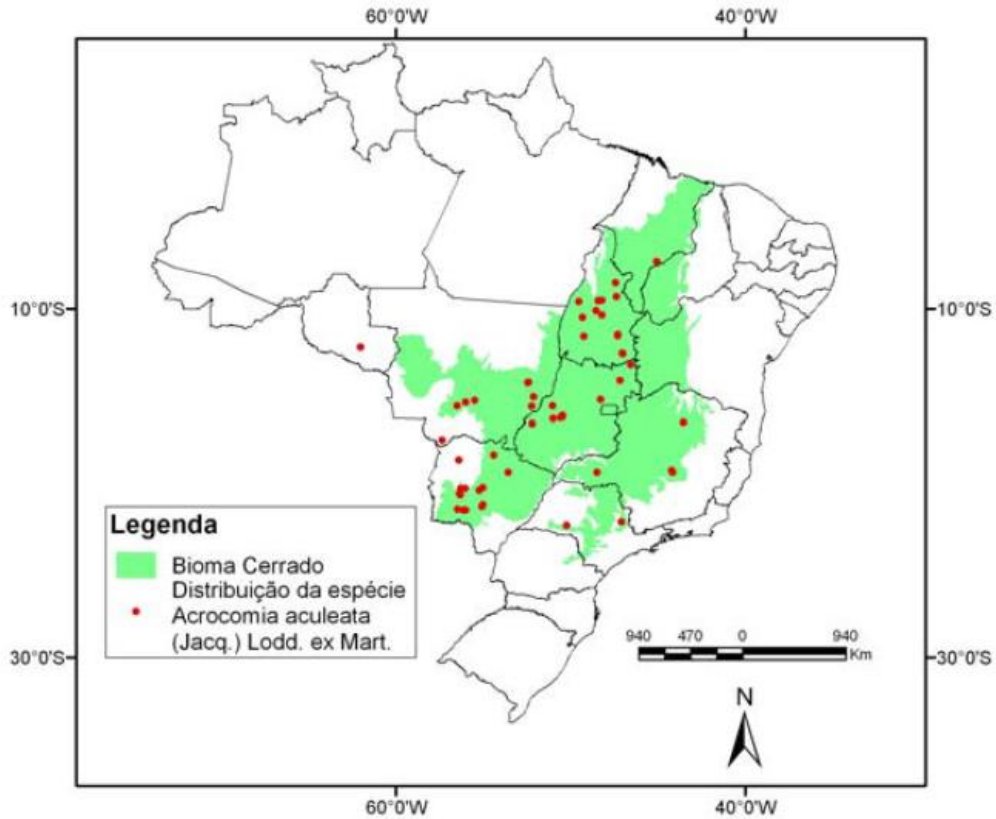 60°0'W 40°0'W
10°0'S 10°0'S
Legenda
Bioma Cerrado
Distribuição da espécie
Acrocomia aculeata
(Jacq.) Lodd. ex Mart.
940 470 0 940
Km
30°0'S 30°0'S
N
60°0'W 40°0'W